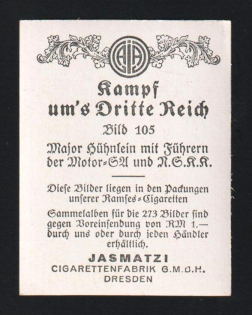 Kampf
um's Dritte Reich
Bild 105
Major Hühnlein mit Führern
der Motor-SA und N.S.K.K.
Diese Bilder liegen in den Packungen
unserer Ramses-Cigaretten
Sammelalben für die 273 Bilder sind
gegen Voreinsendung von RM 1.—
durch uns oder durch jeden Händler
erhältlich.
JASMATZI
CIGARETTENFABRIK G.M.B.H.
DRESDEN